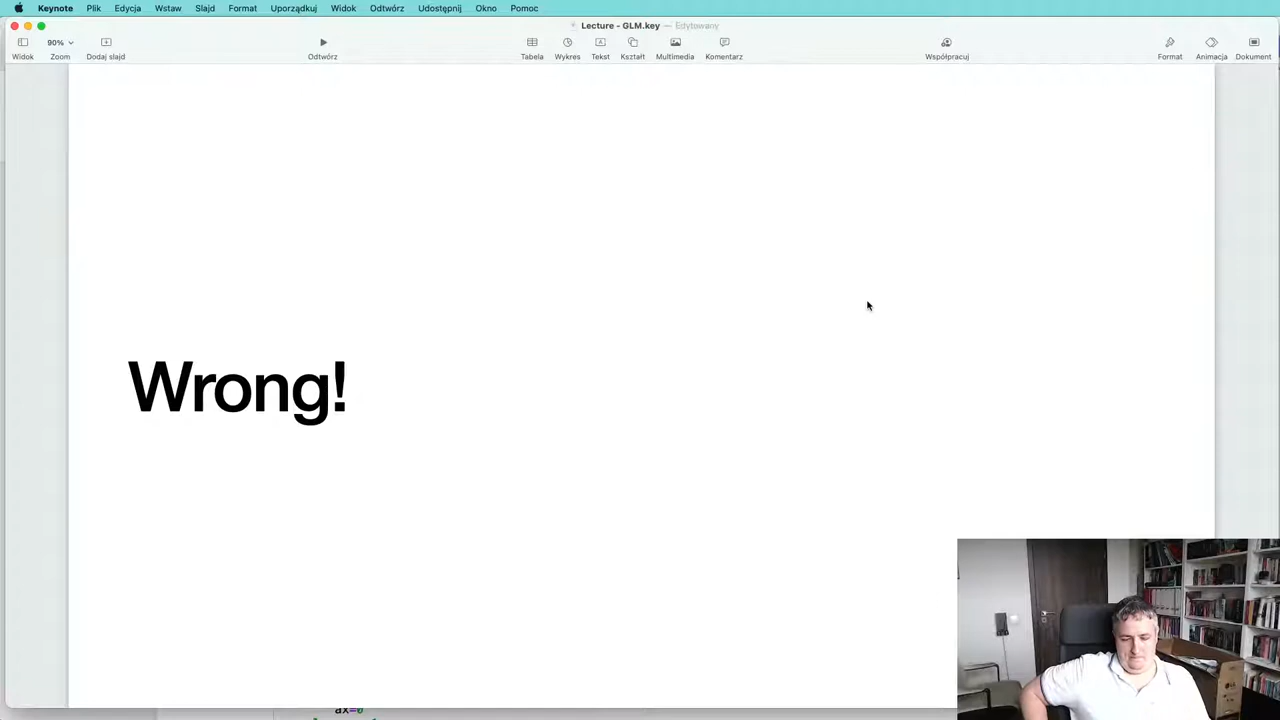 Keynote Plik Edycja Wstaw Slajd Format Uporządkuj Widok Odtwórz Udostępnij Okno Pomoc
Lecture - GLM.key — Edytowany
90%
Widok Zoom Dodaj slajd Odtwórz Tabela Wykres Tekst Kształt Multimedia Komentarz Współpracuj Format Animacja Dokument
Wrong!